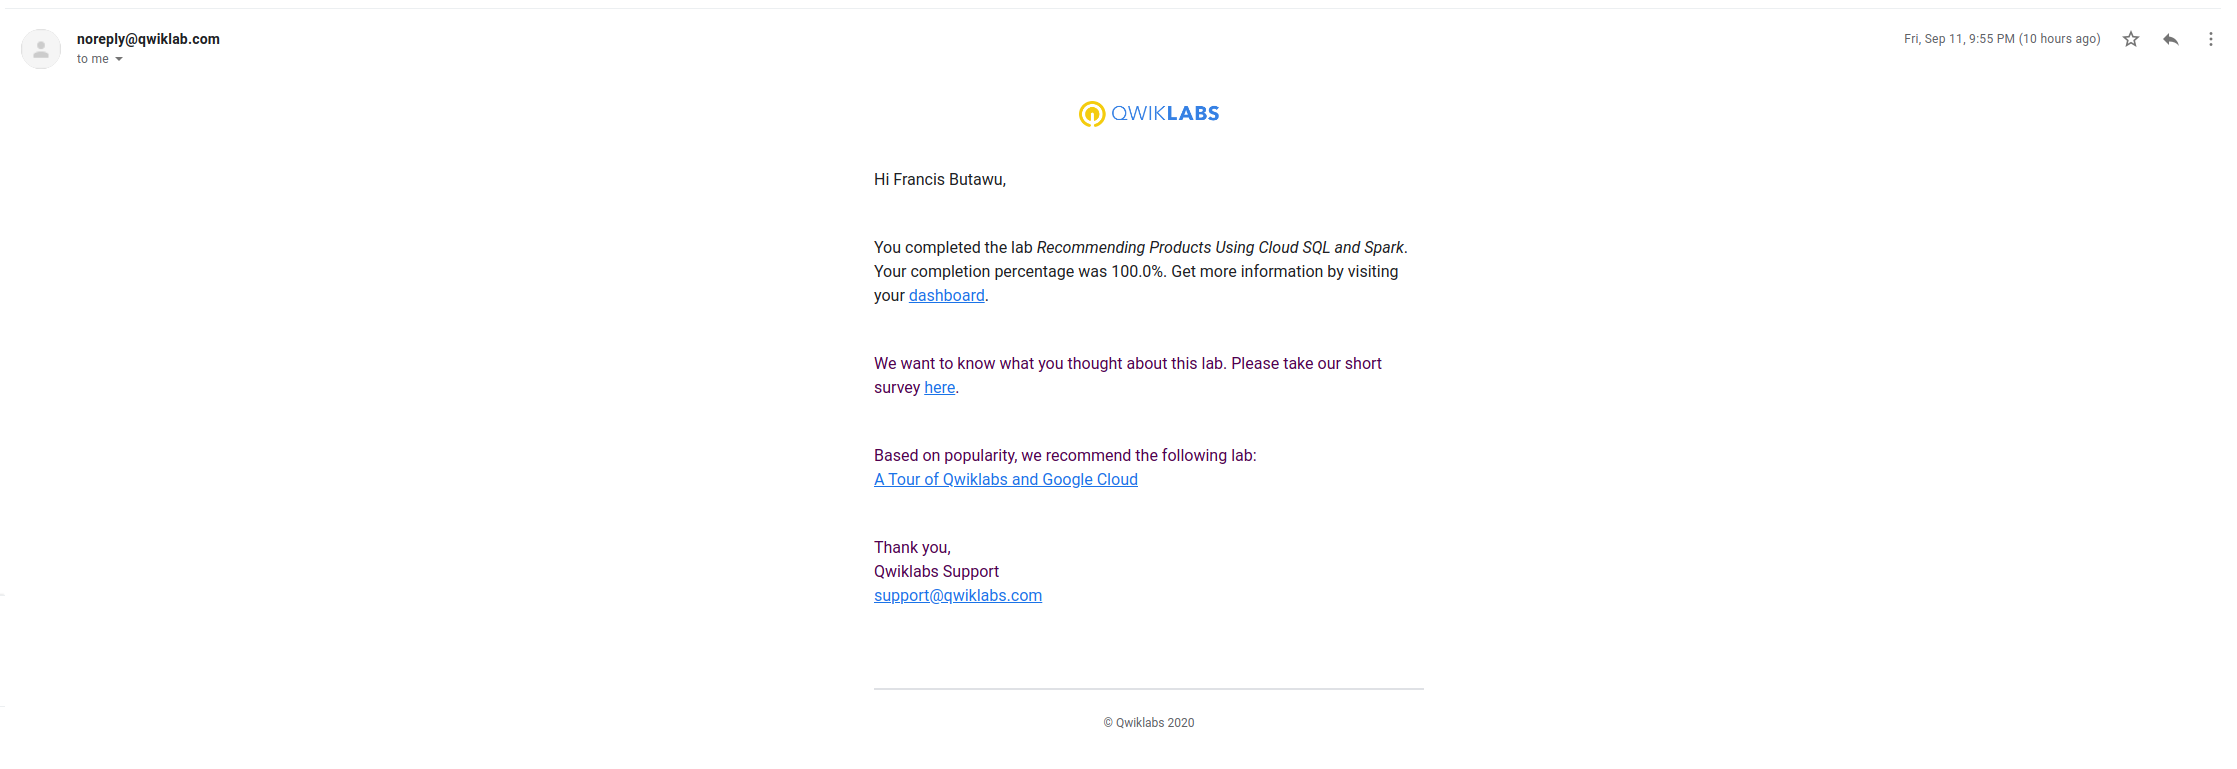 noreply@qwiklab.com
Fri, Sep 11, 9:55 PM (10 hours ago)
to me
QWIKLABS
Hi Francis Butawu,
You completed the lab Recommending Products Using Cloud SQL and Spark.
Your completion percentage was 100.0%. Get more information by visiting
your dashboard.
We want to know what you thought about this lab. Please take our short
survey here.
Based on popularity, we recommend the following lab:
A Tour of Qwiklabs and Google Cloud
Thank you,
Qwiklabs Support
support@qwiklabs.com
© Qwiklabs 2020